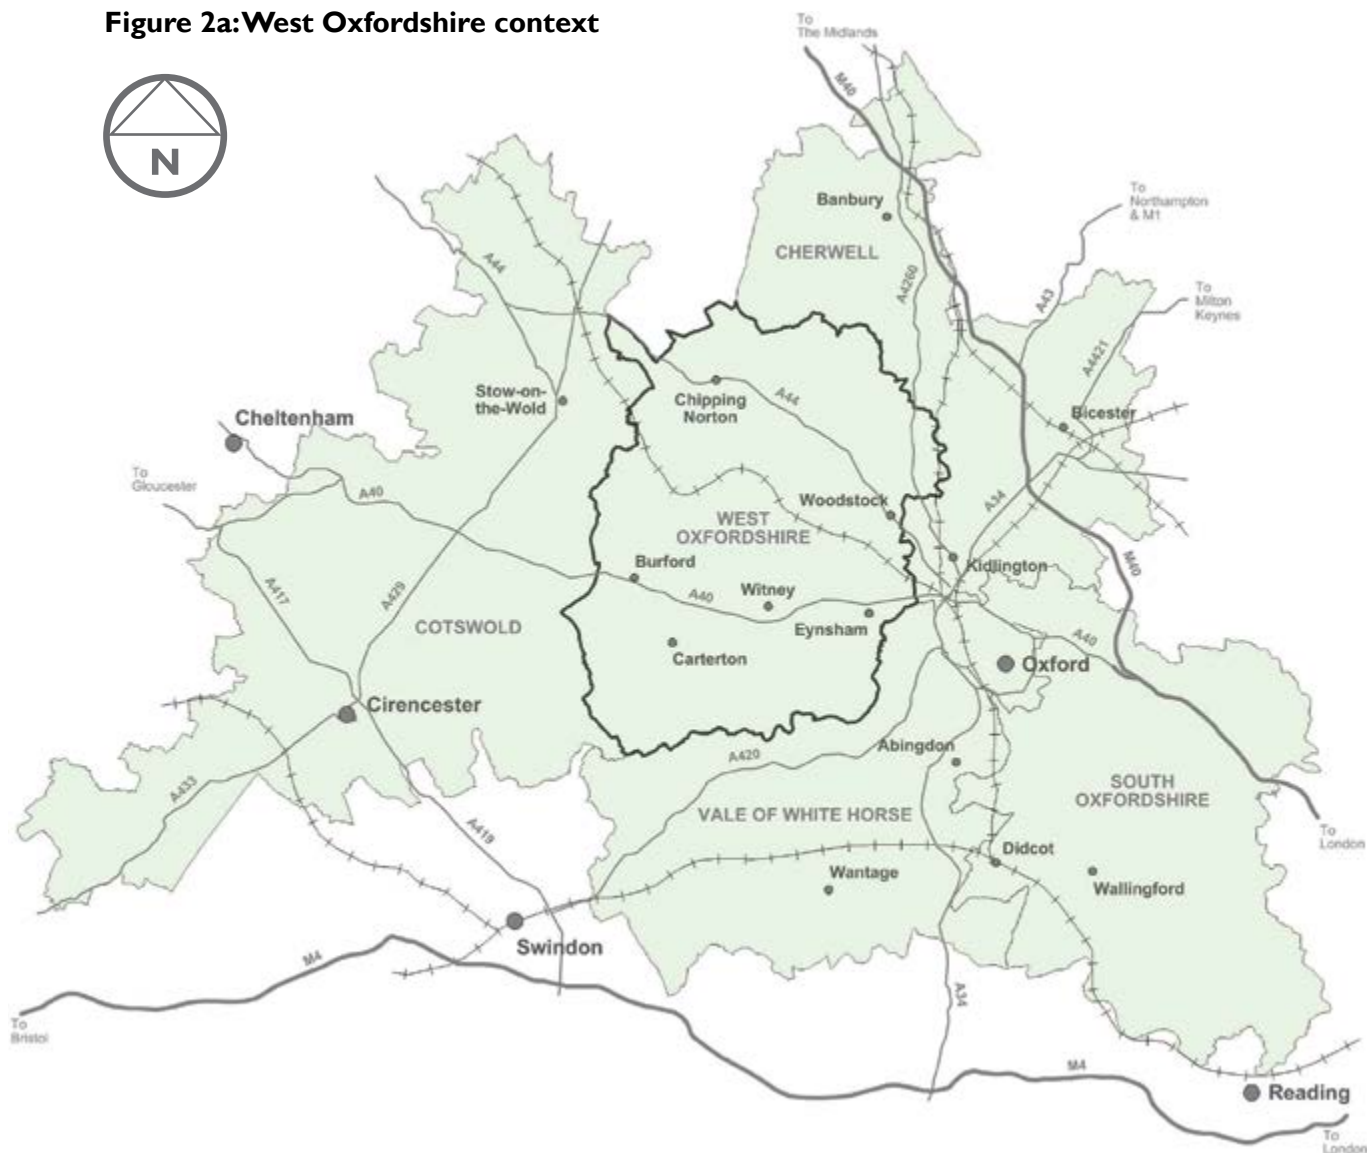 Figure 2a: West Oxfordshire context
N
To
The Midlands
M40
Banbury
CHERWELL
A4260
To
Northampton
& M1
A43
To
Milton
Keynes
A4421
Bicester
A44
Stow-on-
the-Wold
Chipping
Norton
A44
Cheltenham
To
Gloucester
A40
A417
A429
COTSWOLD
Woodstock
WEST
OXFORDSHIRE
Burford
A40
Witney
Eynsham
Carterton
A34
Kidlington
M40
A40
Oxford
Cirencester
A433
A419
A420
Abingdon
VALE OF WHITE HORSE
SOUTH
OXFORDSHIRE
Didcot
Wantage
Wallingford
To
London
Swindon
M4
To
Bristol
A34
M4
Reading
To
London